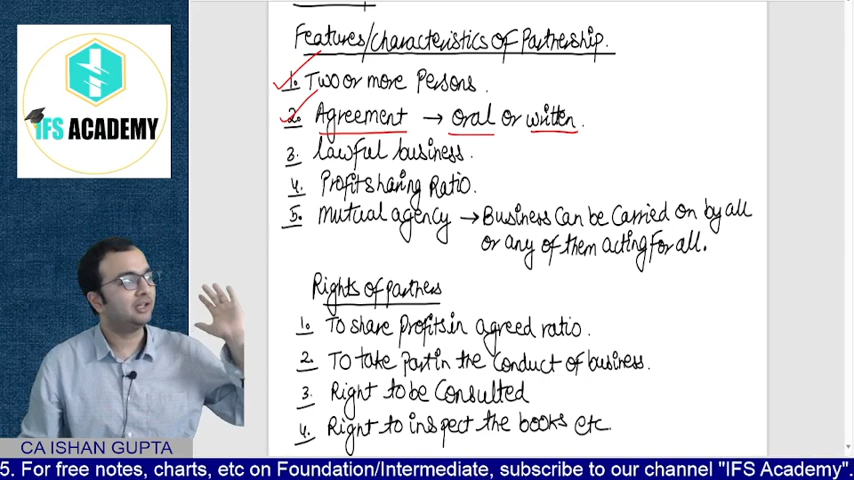 Features/Characteristics of Partnership.
1. Two or more Persons.
2. Agreement → oral or written.
3. lawful business.
4. Profit sharing Ratio.
5. mutual agency → Business Can be Carried on by all
or any of them acting for all.
IFS ACADEMY
Rights of partners
1. To share profits in agreed ratio.
2. To take Part in the Conduct of business.
3. Right to be Consulted
4. Right to inspect the books etc.
CA ISHAN GUPTA
5. For free notes, charts, etc on Foundation/Intermediate, subscribe to our channel "IFS Academy".